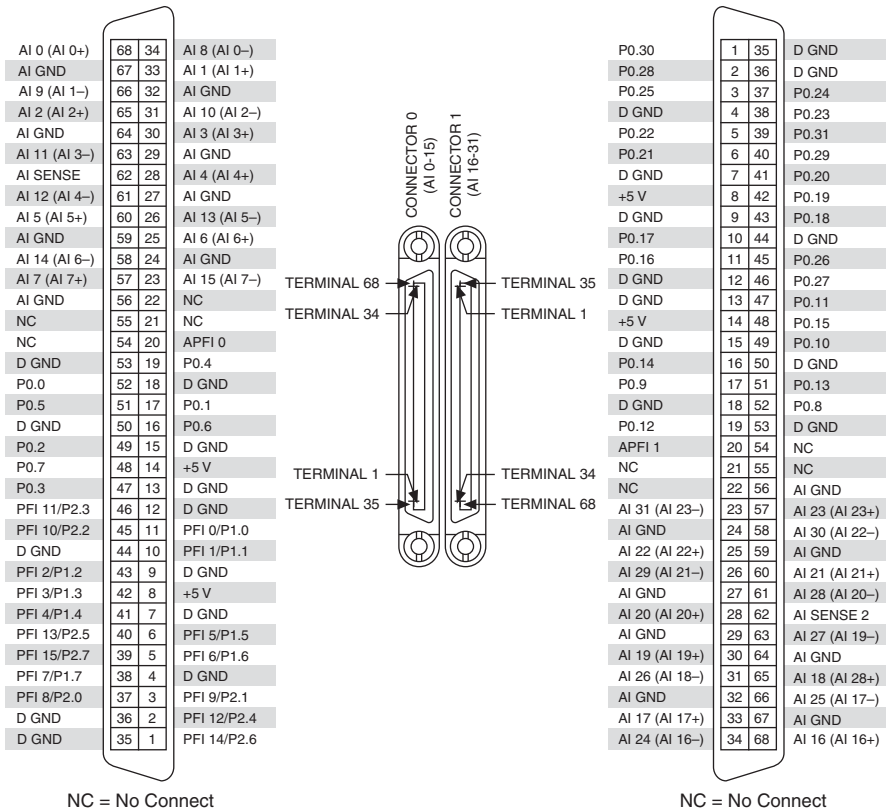 AI 0 (AI 0+) 68 34 AI 8 (AI 0–)
AI GND 67 33 AI 1 (AI 1+)
AI 9 (AI 1–) 66 32 AI GND
AI 2 (AI 2+) 65 31 AI 10 (AI 2–)
AI GND 64 30 AI 3 (AI 3+)
AI 11 (AI 3–) 63 29 AI GND
AI SENSE 62 28 AI 4 (AI 4+)
AI 12 (AI 4–) 61 27 AI GND
AI 5 (AI 5+) 60 26 AI 13 (AI 5–)
AI GND 59 25 AI 6 (AI 6+)
AI 14 (AI 6–) 58 24 AI GND
AI 7 (AI 7+) 57 23 AI 15 (AI 7–)
AI GND 56 22 NC
NC 55 21 NC
NC 54 20 APFI 0
D GND 53 19 P0.4
P0.0 52 18 D GND
P0.5 51 17 P0.1
D GND 50 16 P0.6
P0.2 49 15 D GND
P0.7 48 14 +5 V
P0.3 47 13 D GND
PFI 11/P2.3 46 12 D GND
PFI 10/P2.2 45 11 PFI 0/P1.0
D GND 44 10 PFI 1/P1.1
PFI 2/P1.2 43 9 D GND
PFI 3/P1.3 42 8 +5 V
PFI 4/P1.4 41 7 D GND
PFI 13/P2.5 40 6 PFI 5/P1.5
PFI 15/P2.7 39 5 PFI 6/P1.6
PFI 7/P1.7 38 4 D GND
PFI 8/P2.0 37 3 PFI 9/P2.1
D GND 36 2 PFI 12/P2.4
D GND 35 1 PFI 14/P2.6
NC = No Connect
CONNECTOR 0
(AI 0-15)
CONNECTOR 1
(AI 16-31)
TERMINAL 68
TERMINAL 35
TERMINAL 34
TERMINAL 1
TERMINAL 1
TERMINAL 34
TERMINAL 35
TERMINAL 68
P0.30 1 35 D GND
P0.28 2 36 D GND
P0.25 3 37 P0.24
D GND 4 38 P0.23
P0.22 5 39 P0.31
P0.21 6 40 P0.29
D GND 7 41 P0.20
+5 V 8 42 P0.19
D GND 9 43 P0.18
P0.17 10 44 D GND
P0.16 11 45 P0.26
D GND 12 46 P0.27
D GND 13 47 P0.11
+5 V 14 48 P0.15
D GND 15 49 P0.10
P0.14 16 50 D GND
P0.9 17 51 P0.13
D GND 18 52 P0.8
P0.12 19 53 D GND
APFI 1 20 54 NC
NC 21 55 NC
NC 22 56 AI GND
AI 31 (AI 23–) 23 57 AI 23 (AI 23+)
AI GND 24 58 AI 30 (AI 22–)
AI 22 (AI 22+) 25 59 AI GND
AI 29 (AI 21–) 26 60 AI 21 (AI 21+)
AI GND 27 61 AI 28 (AI 20–)
AI 20 (AI 20+) 28 62 AI SENSE 2
AI GND 29 63 AI 27 (AI 19–)
AI 19 (AI 19+) 30 64 AI GND
AI 26 (AI 18–) 31 65 AI 18 (AI 28+)
AI GND 32 66 AI 25 (AI 17–)
AI 17 (AI 17+) 33 67 AI GND
AI 24 (AI 16–) 34 68 AI 16 (AI 16+)
NC = No Connect